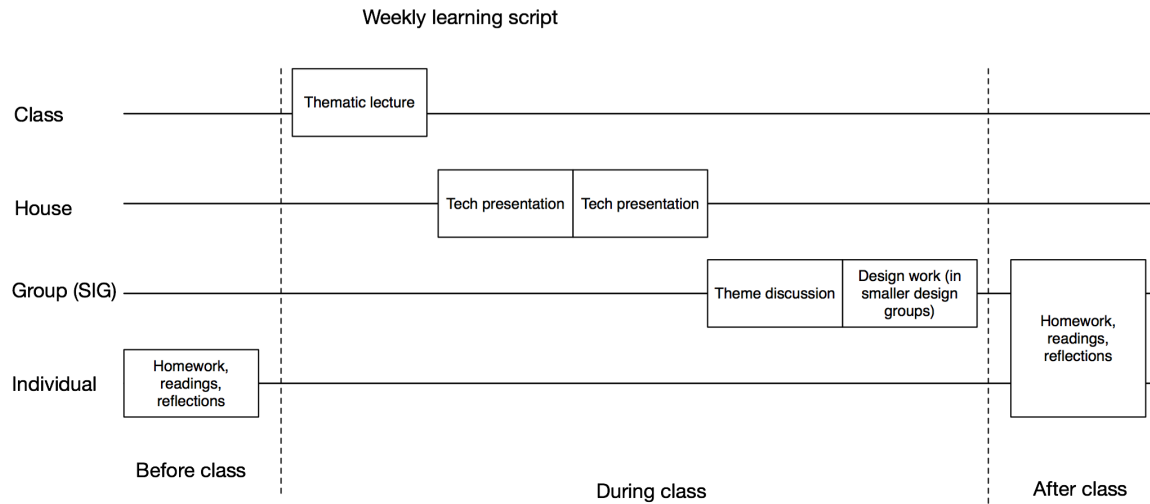 Weekly learning script
Class
Thematic lecture
House
Tech presentation
Tech presentation
Group (SIG)
Theme discussion
Design work (in
smaller design
groups)
Homework,
readings,
reflections
Individual
Homework,
readings,
reflections
Before class
During class
After class